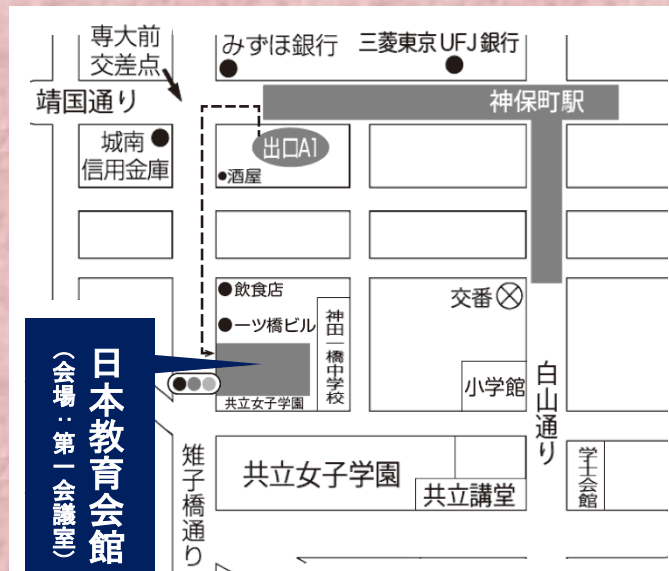 専大前
交差点
みずほ銀行
三菱東京UFJ銀行
靖国通り
神保町駅
城南
信用金庫
出口A1
酒屋
飲食店
一ツ橋ビル
神田一橋中学校
交番
小学館
白山通り
共立女子学園
日本教育会館
(会場:第一会議室)
雉子橋通り
共立女子学園
共立講堂
学士会館